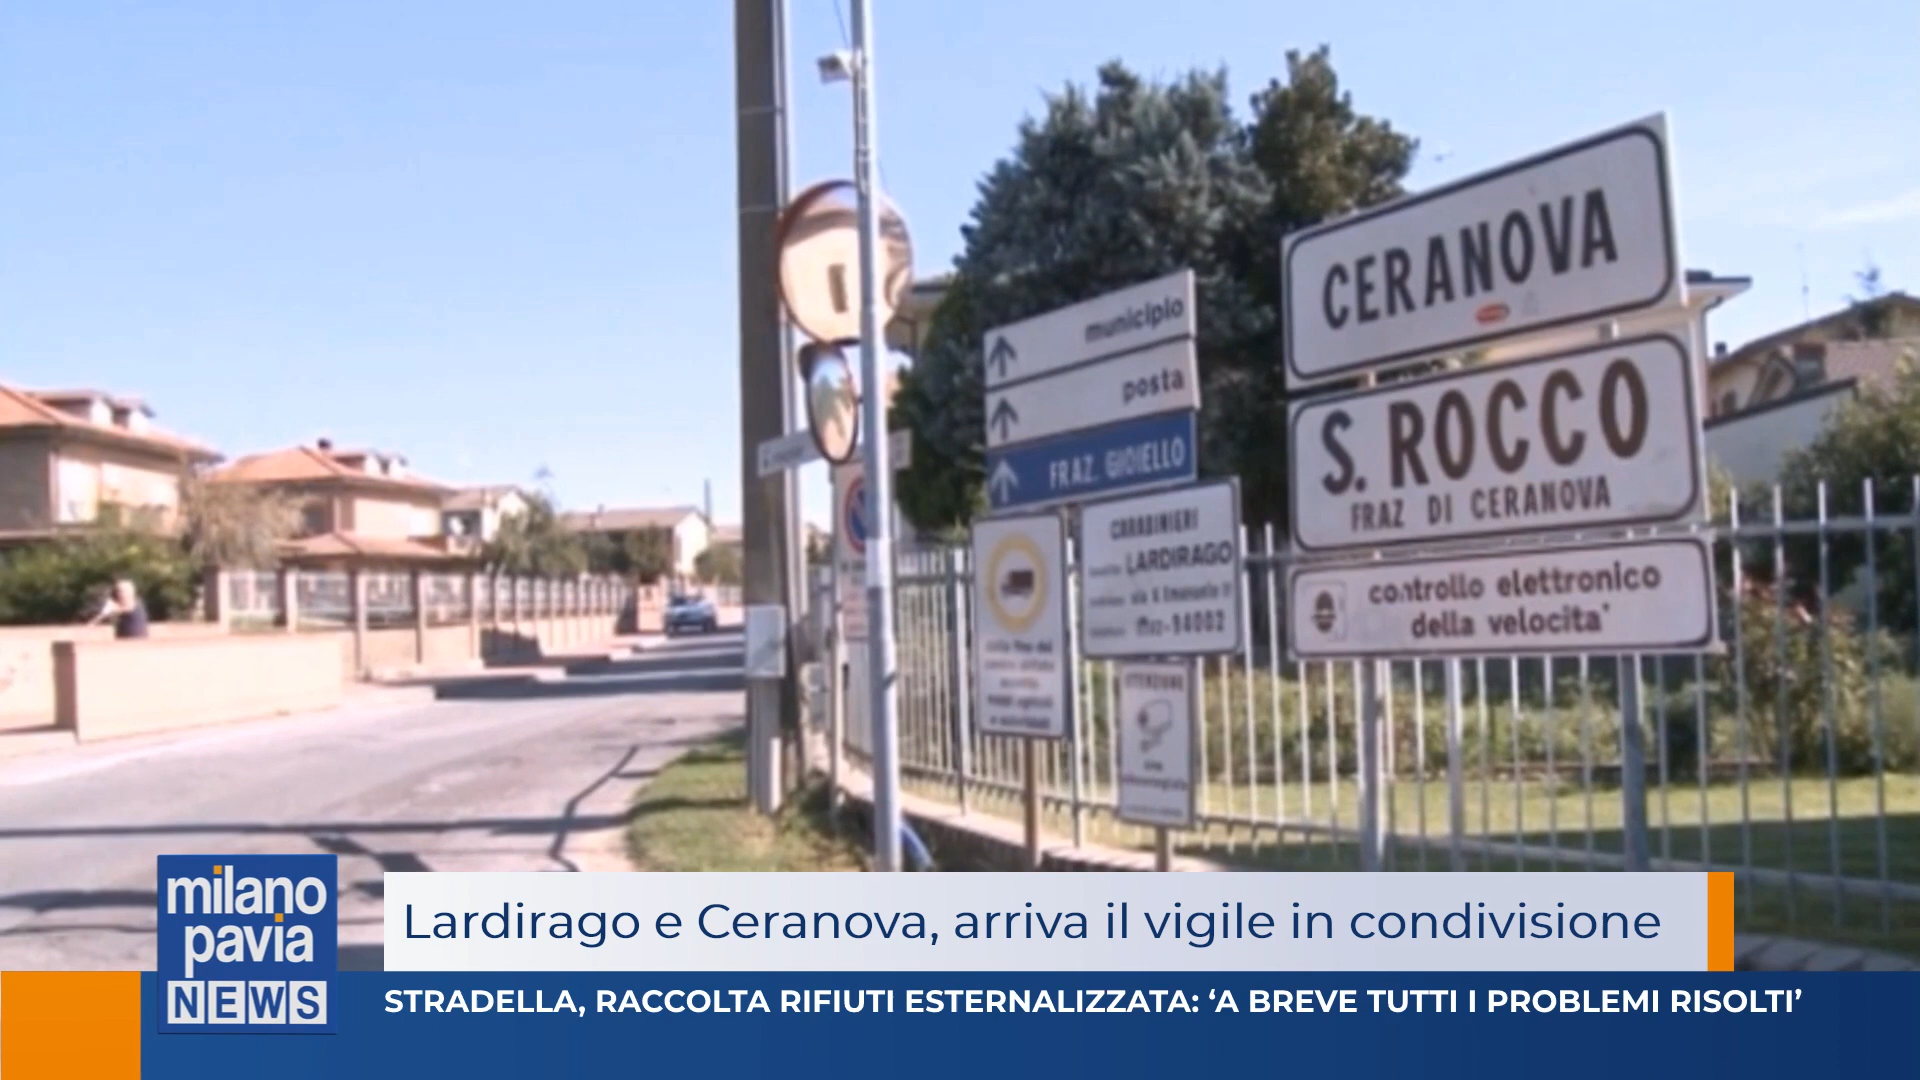 CERANOVA
S. ROCCO
FRAZ DI CERANOVA
controllo elettronico
della velocita'
municipio
posta
FRAZ. GIOIELLO
CARABINIERI
LARDIRAGO
94002
milano
pavia
NEWS
Lardirago e Ceranova, arriva il vigile in condivisione
STRADELLA, RACCOLTA RIFIUTI ESTERNALIZZATA: ‘A BREVE TUTTI I PROBLEMI RISOLTI’